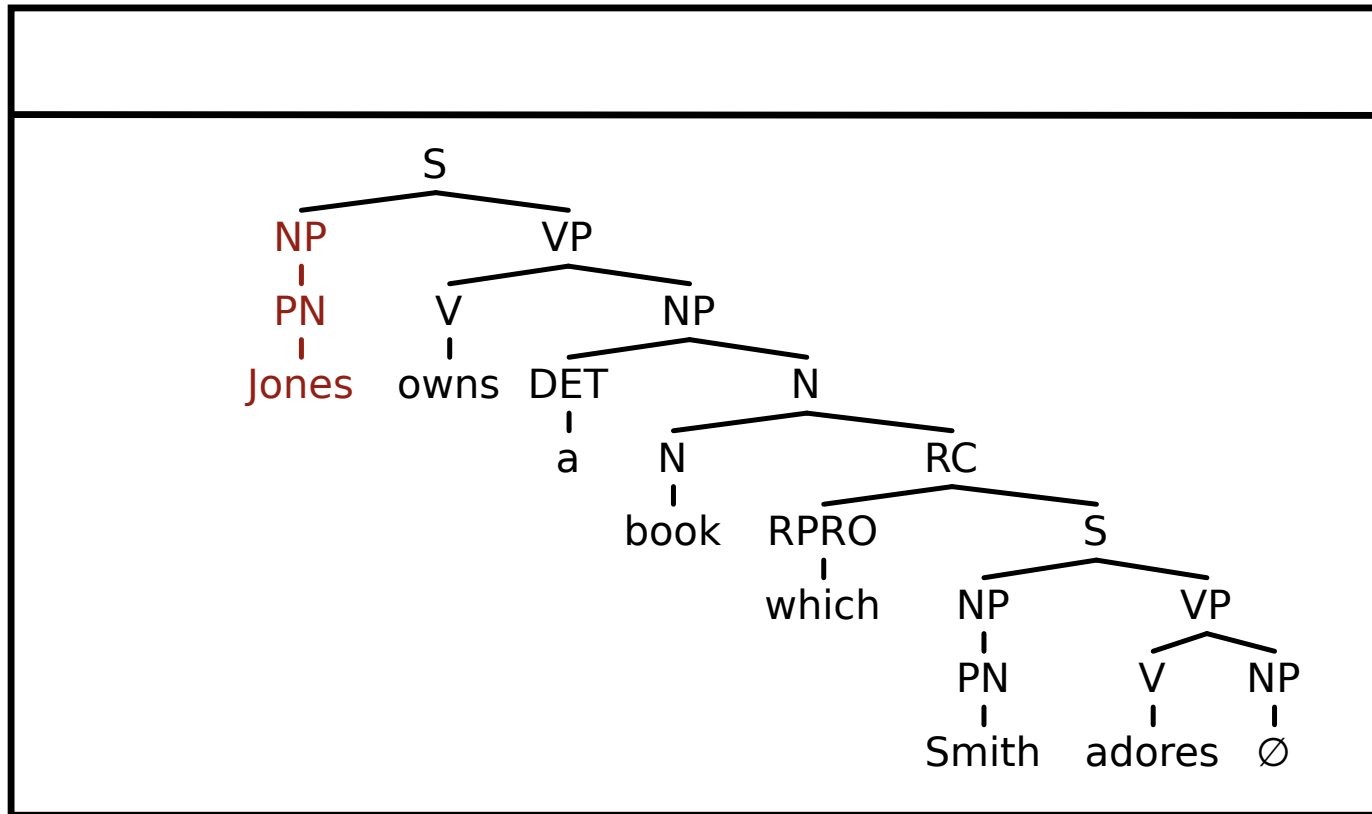 S
NP VP
PN V NP
Jones owns DET N
a N RC
book RPRO S
which NP VP
PN V NP
Smith adores ∅